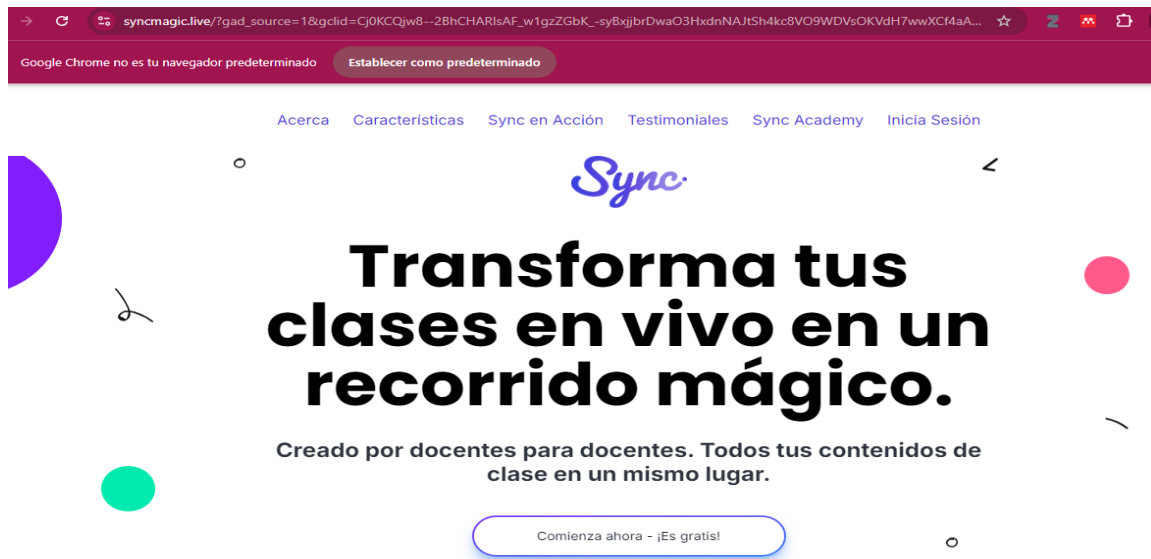 syncmagic.live/?gad_source=1&gclid=Cj0KCQjw8--2BhCHARIsAF_w1gzZGbK_-syBxjjbrDwaO3HxdnNAJtSh4kc8VO9WDVsOKVdH7wwXCf4aA...
Google Chrome no es tu navegador predeterminado Establecer como predeterminado
Acerca Características Sync en Acción Testimoniales Sync Academy Inicia Sesión
Sync
Transforma tus
clases en vivo en un
recorrido mágico.
Creado por docentes para docentes. Todos tus contenidos de
clase en un mismo lugar.
Comienza ahora - ¡Es gratis!